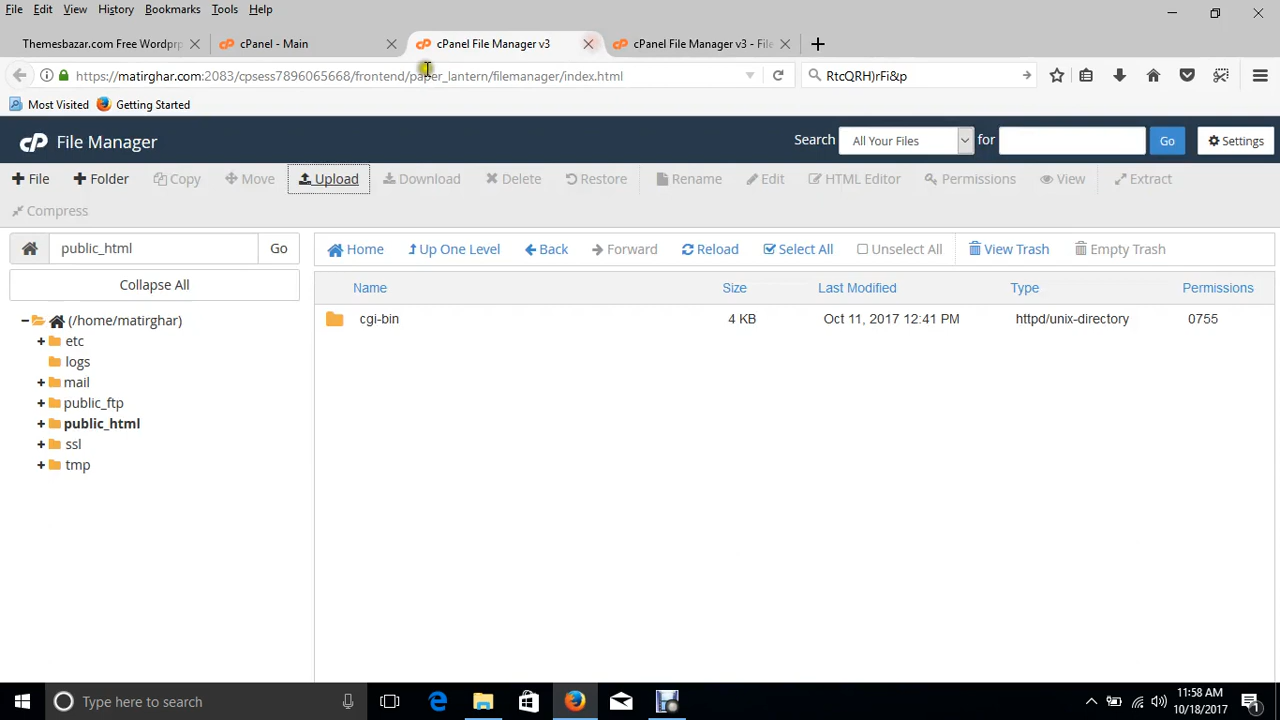 File Edit View History Bookmarks Tools Help
Themesbazar.com Free Wordpr cPanel - Main cPanel File Manager v3 cPanel File Manager v3 - File
https://matirghar.com:2083/cpsess7896065668/frontend/paper_lantern/filemanager/index.html RtcQRH)rFi&p
Most Visited Getting Started
cP File Manager Search All Your Files for Go Settings
File Folder Copy Move Upload Download Delete Restore Rename Edit HTML Editor Permissions View Extract
Compress
public_html Go Home Up One Level Back Forward Reload Select All Unselect All View Trash Empty Trash
Collapse All
Name Size Last Modified Type Permissions
cgi-bin 4 KB Oct 11, 2017 12:41 PM httpd/unix-directory 0755
(/home/matirghar)
etc
logs
mail
public_ftp
public_html
ssl
tmp
Type here to search
11:58 AM
10/18/2017
1